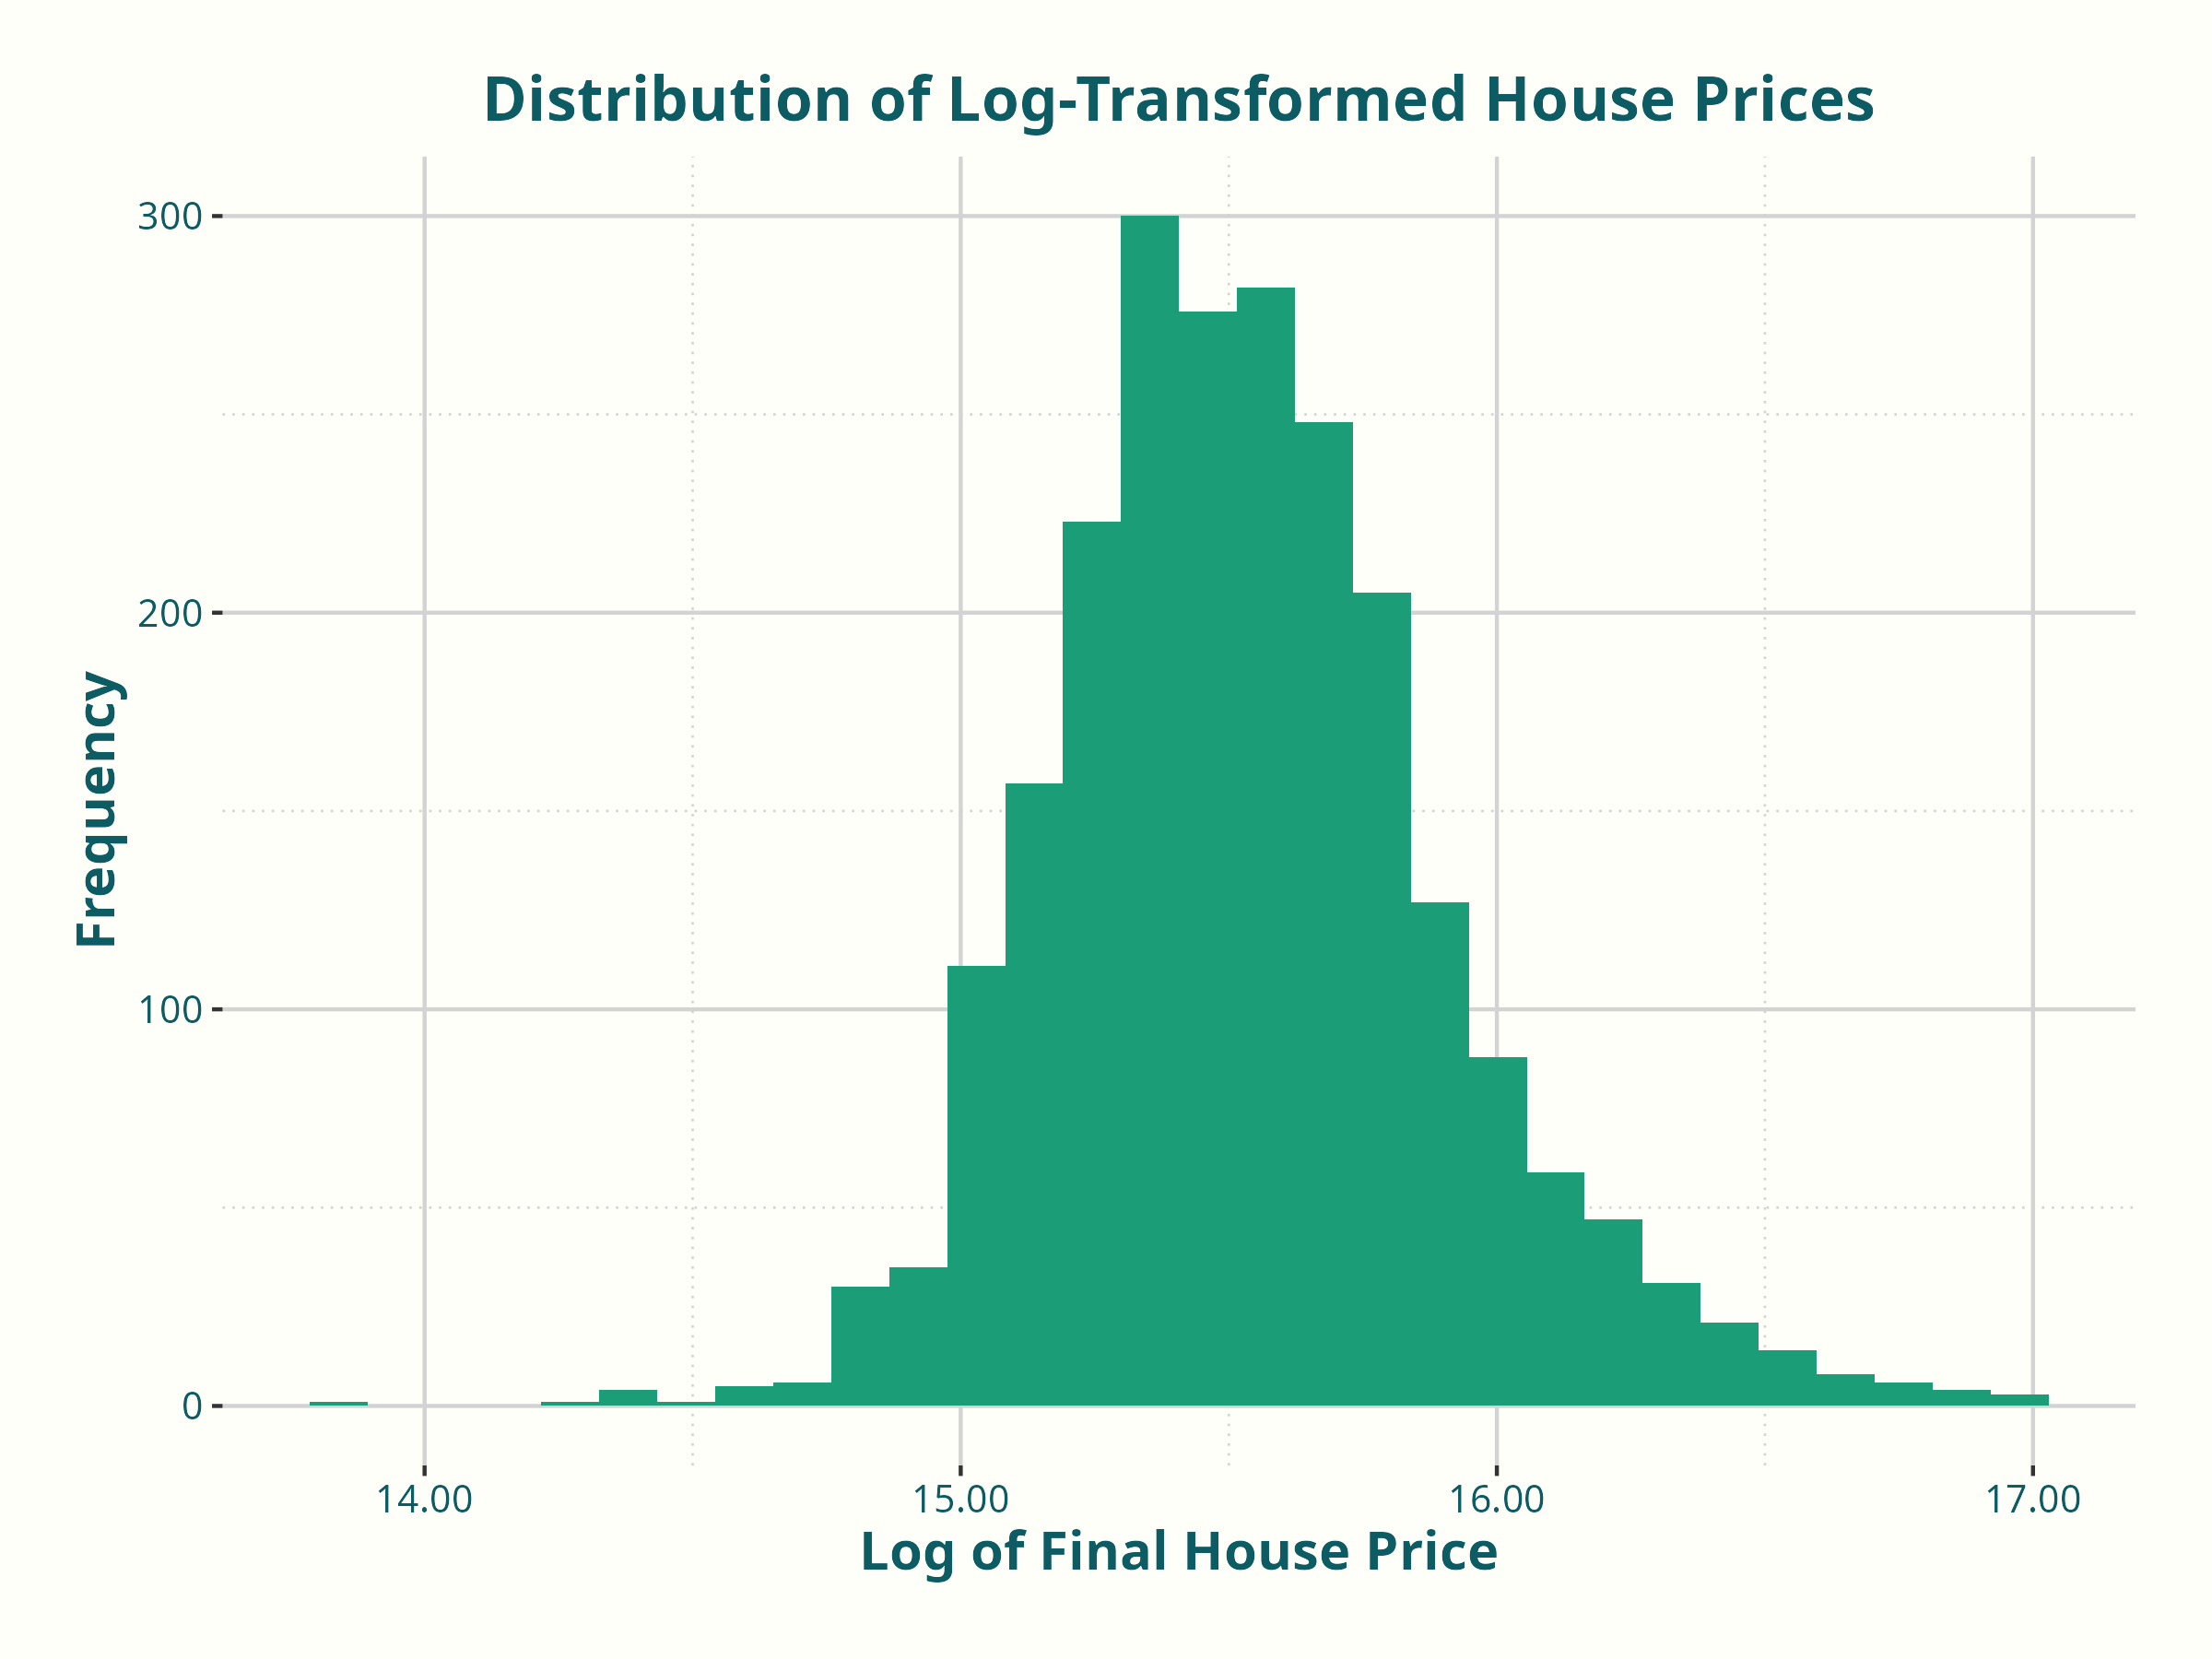 Distribution of Log-Transformed House Prices
300
200
100
0
Frequency
14.00 15.00 16.00 17.00
Log of Final House Price